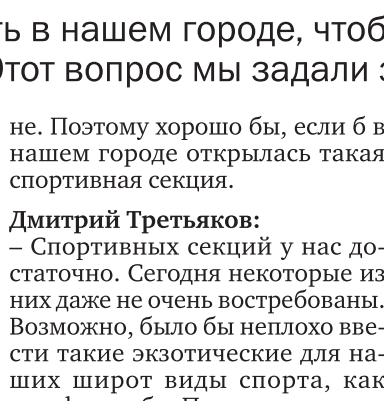 ть в нашем городе, чтоб
Этот вопрос мы задали
не. Поэтому хорошо бы, если б в
нашем городе открылась такая
спортивная секция.
Дмитрий Третьяков:
– Спортивных секций у нас до-
статочно. Сегодня некоторые из
них даже не очень востребованы.
Возможно, было бы неплохо вве-
сти такие экзотические для на-
ших широт виды спорта, как